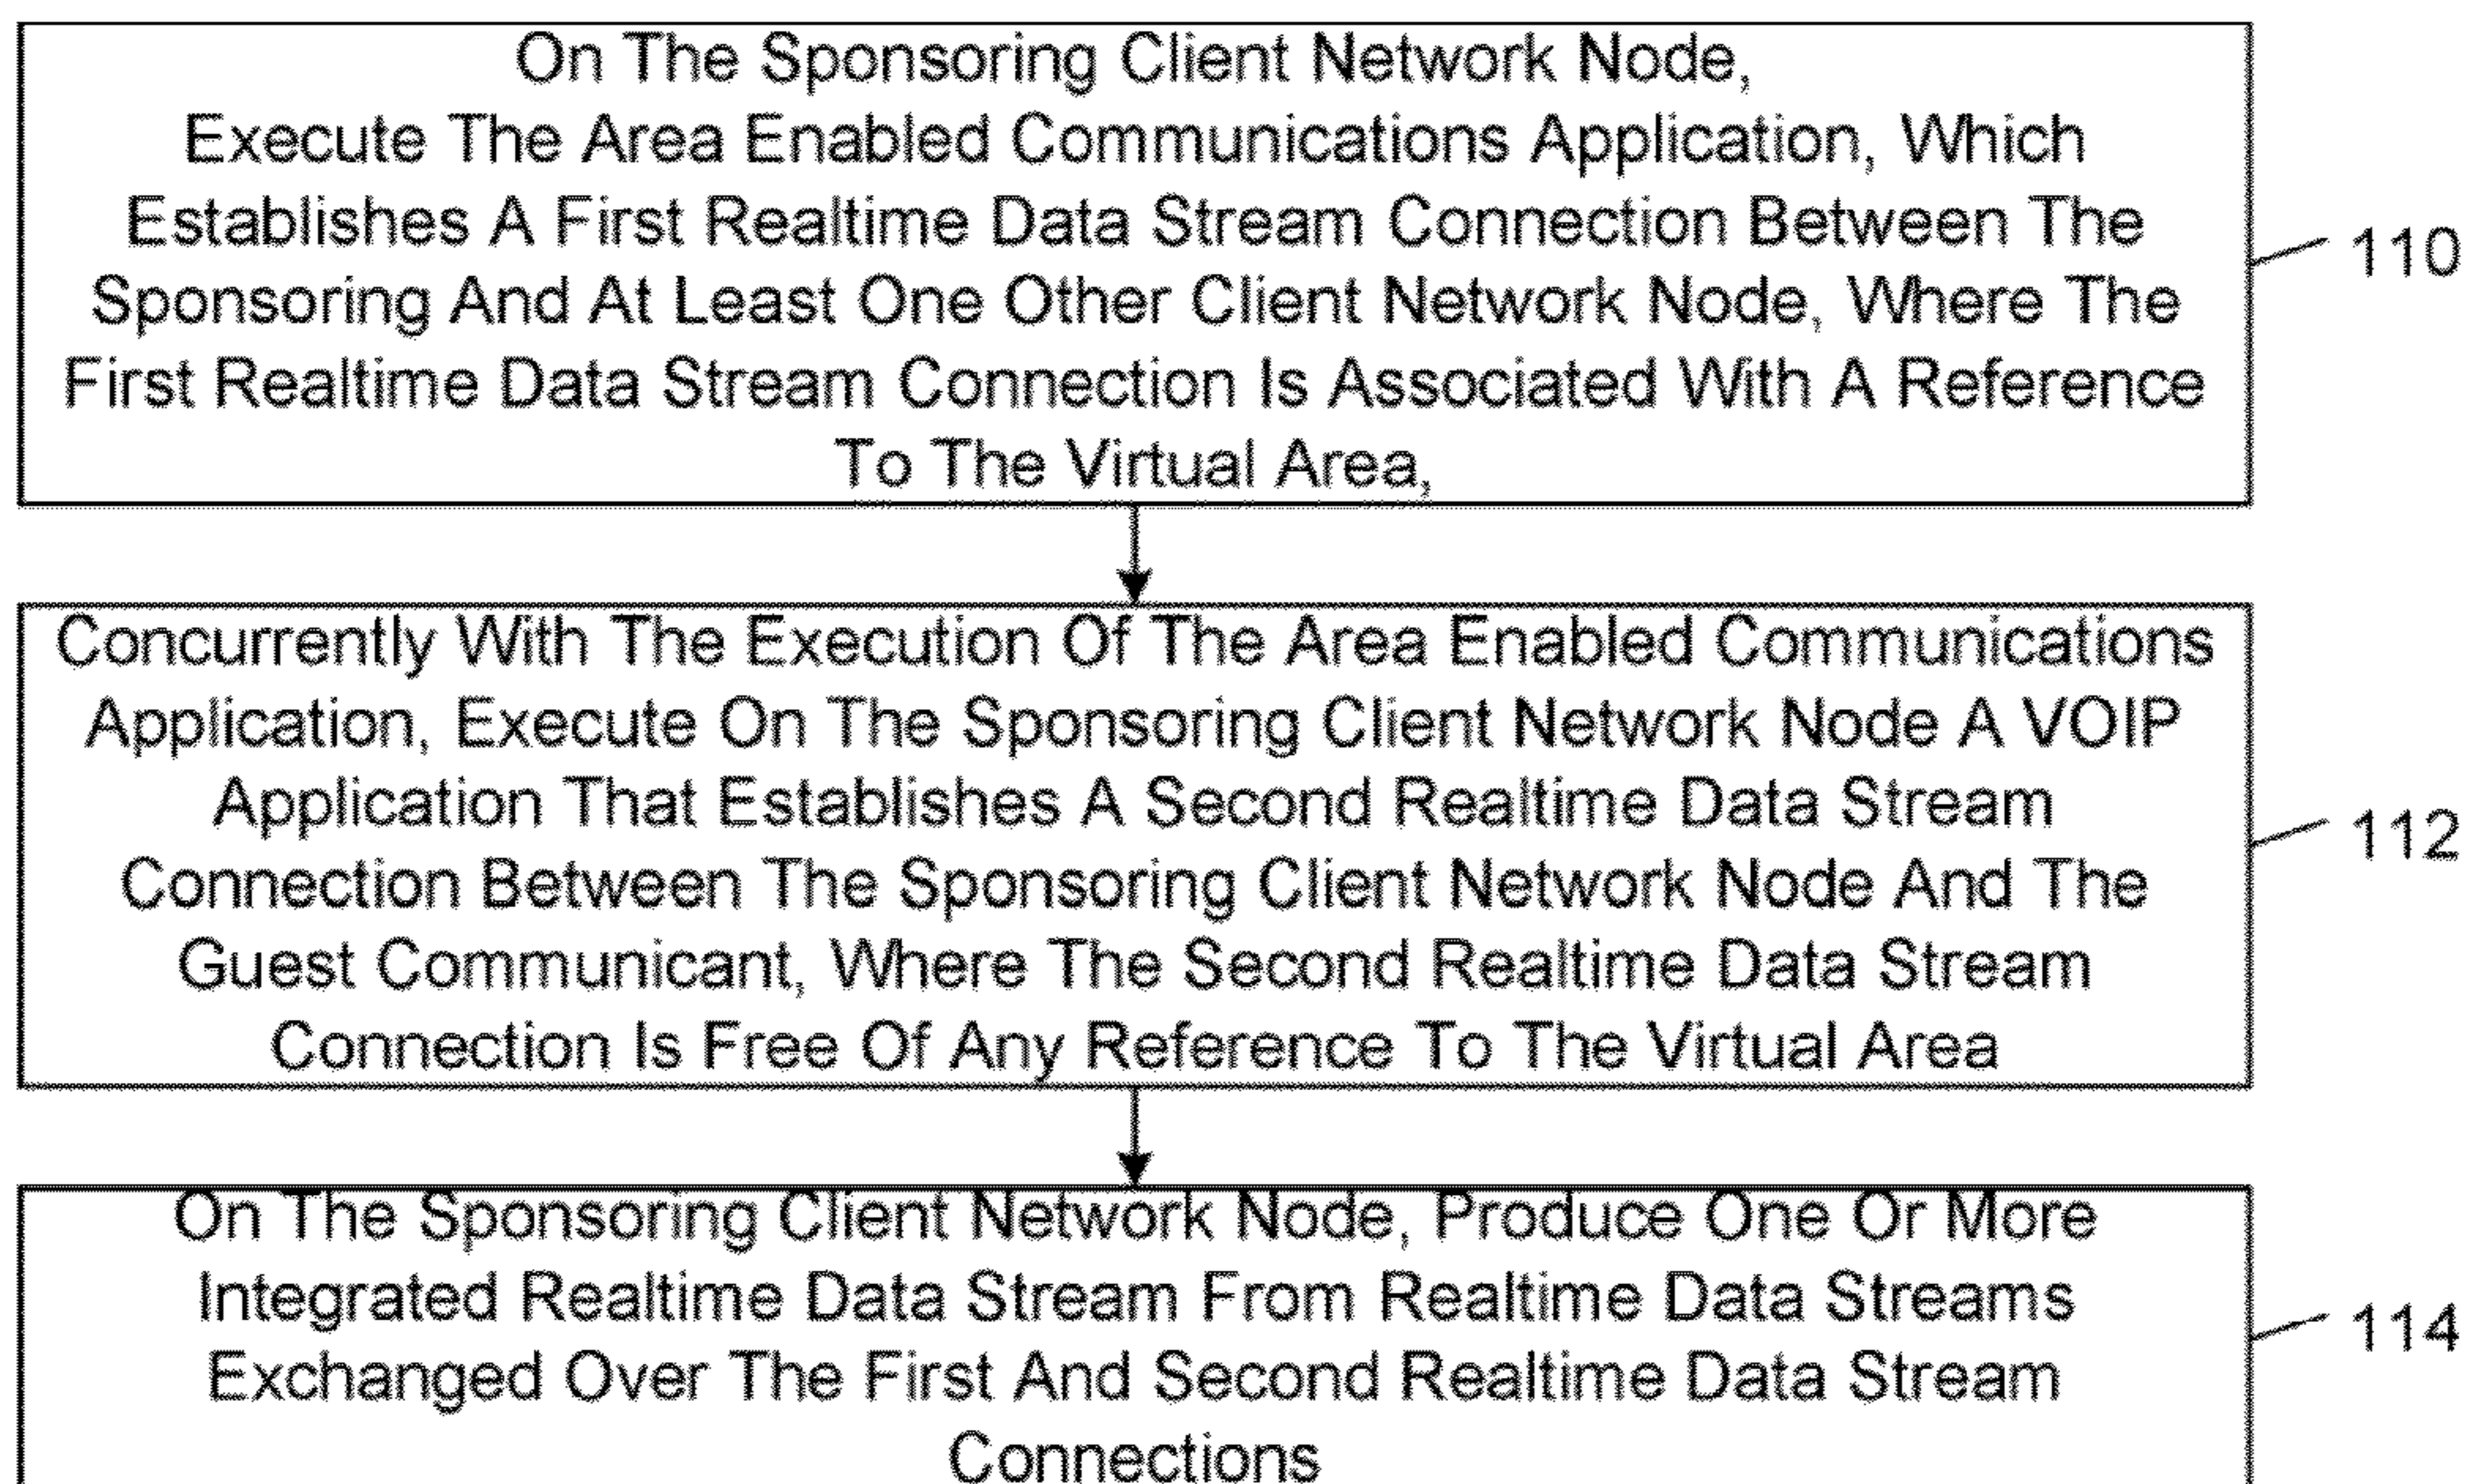 On The Sponsoring Client Network Node,
Execute The Area Enabled Communications Application, Which
Establishes A First Realtime Data Stream Connection Between The
Sponsoring And At Least One Other Client Network Node, Where The
First Realtime Data Stream Connection Is Associated With A Reference
To The Virtual Area,
110
Concurrently With The Execution Of The Area Enabled Communications
Application, Execute On The Sponsoring Client Network Node A VOIP
Application That Establishes A Second Realtime Data Stream
Connection Between The Sponsoring Client Network Node And The
Guest Communicant, Where The Second Realtime Data Stream
Connection Is Free Of Any Reference To The Virtual Area
112
On The Sponsoring Client Network Node, Produce One Or More
Integrated Realtime Data Stream From Realtime Data Streams
Exchanged Over The First And Second Realtime Data Stream
Connections
114